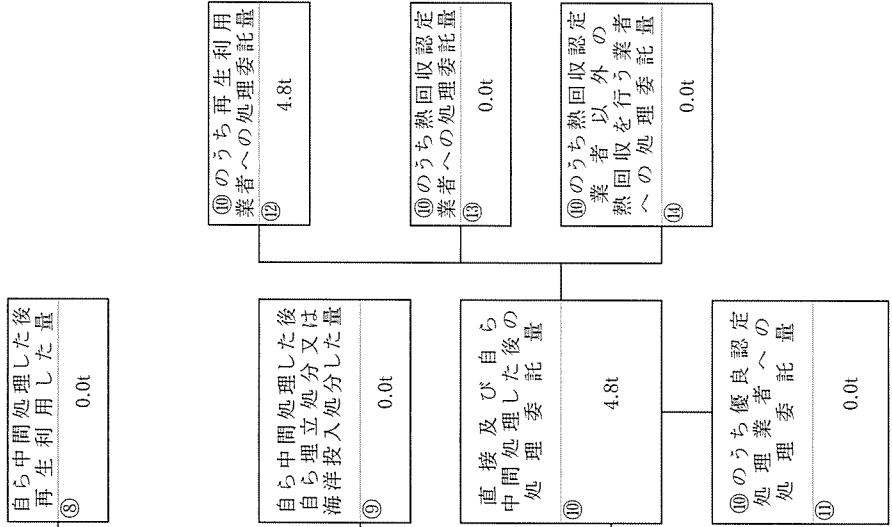 自ら中間処理した後
再生利用した量
⑧
0.0t
自ら中間処理した後
自ら埋立処分又は
海洋投入処分した量
⑨
0.0t
直接及び自ら
中間処理した後の
処理委託量
⑩
4.8t
⑩のうち優良認定
処理業者への
処理委託量
⑪
0.0t
⑩のうち再生利用
業者への処理委託量
⑫
4.8t
⑩のうち熱回収認定
業者への処理委託量
⑬
0.0t
⑩のうち熱回収認定
業者以外の
熱回収を行う業者
への処理委託量
⑭
0.0t